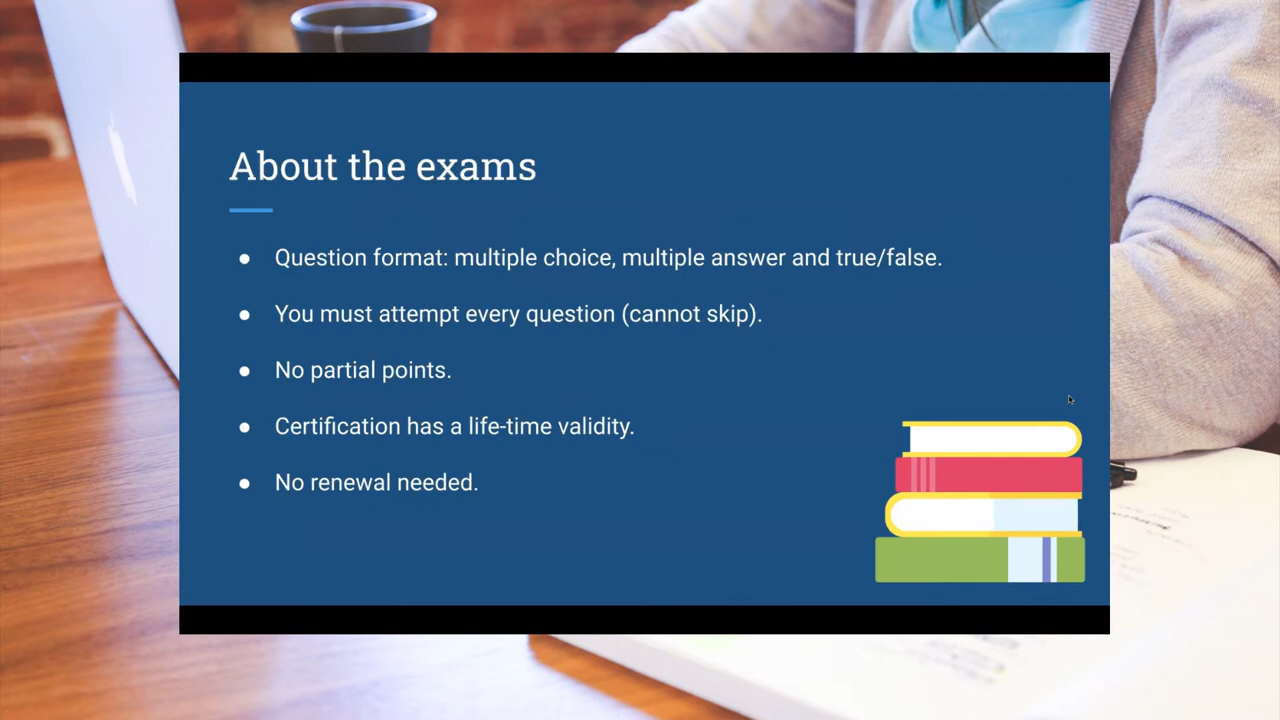 About the exams
● Question format: multiple choice, multiple answer and true/false.
● You must attempt every question (cannot skip).
● No partial points.
● Certification has a life-time validity.
● No renewal needed.